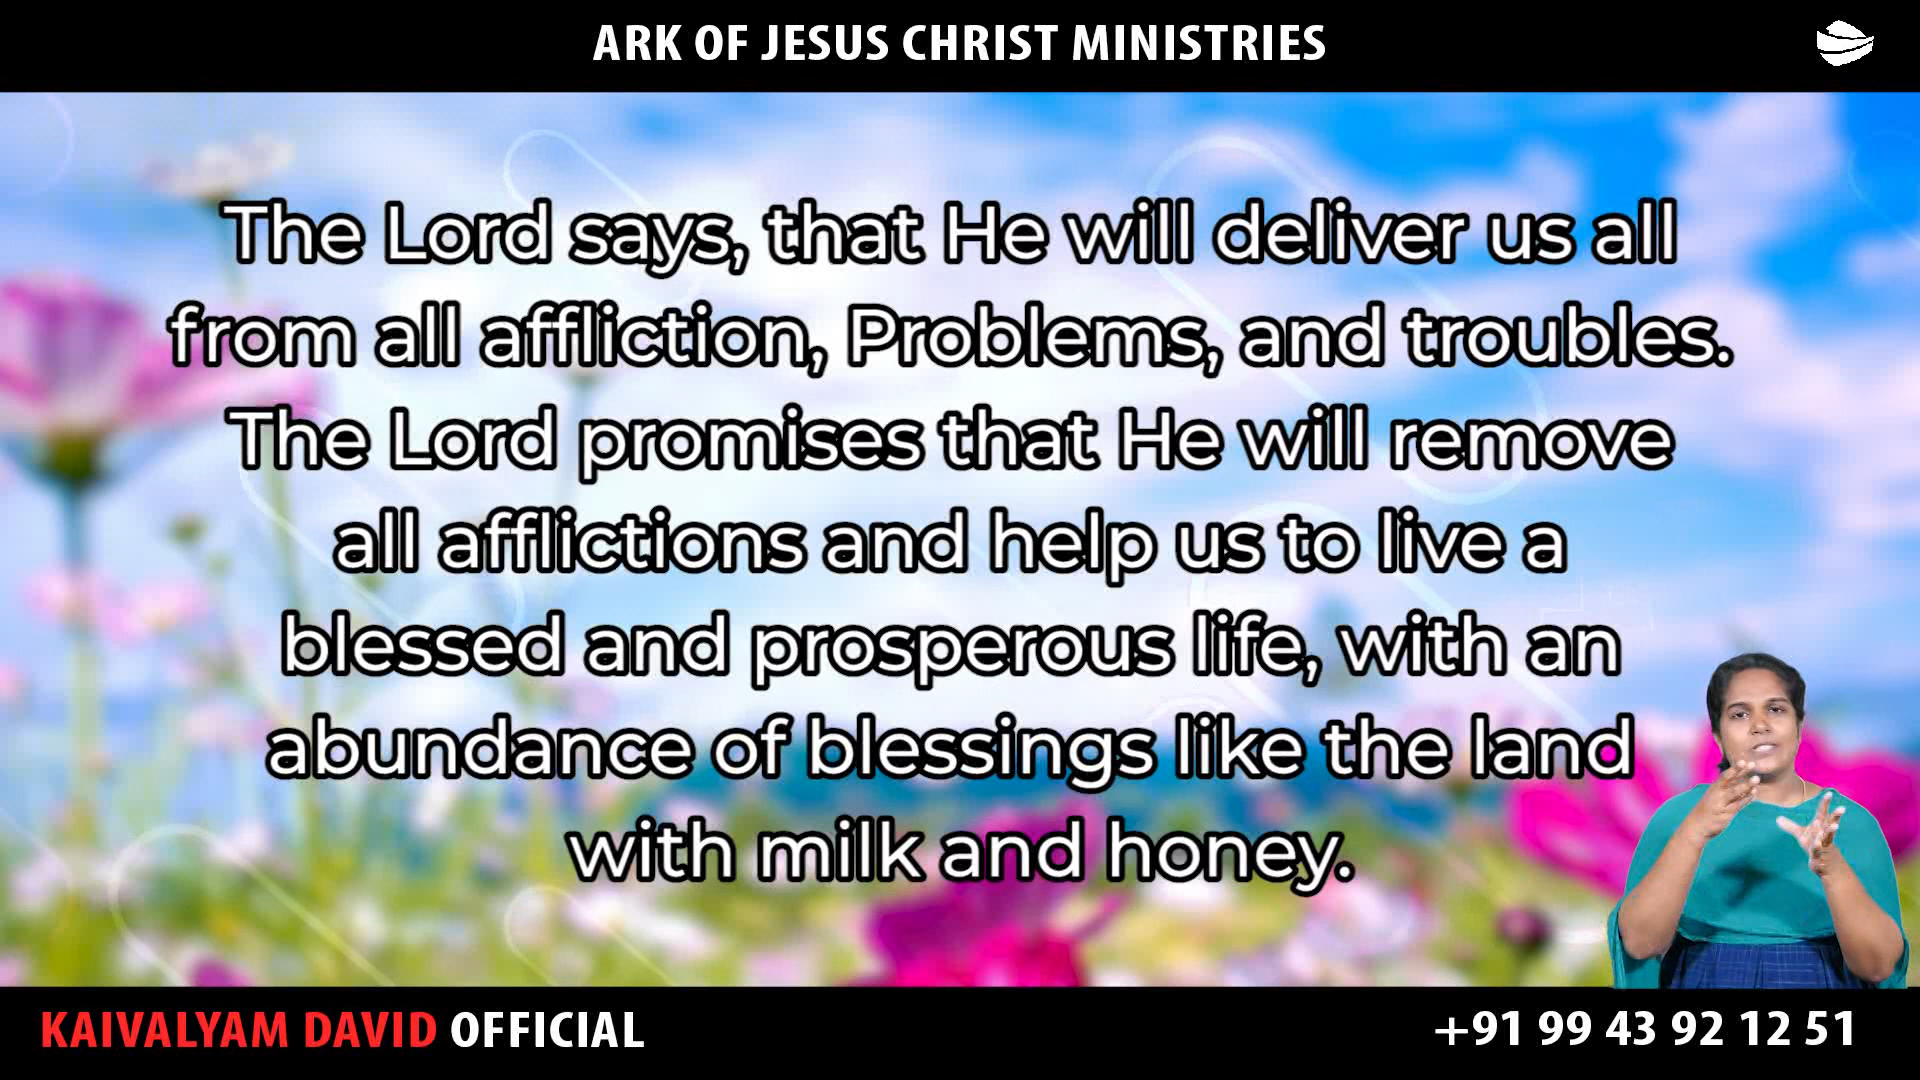 ARK OF JESUS CHRIST MINISTRIES
The Lord says, that He will deliver us all
from all affliction, Problems, and troubles.
The Lord promises that He will remove
all afflictions and help us to live a
blessed and prosperous life, with an
abundance of blessings like the land
with milk and honey.
KAIVALYAM DAVID OFFICIAL
+91 99 43 92 12 51